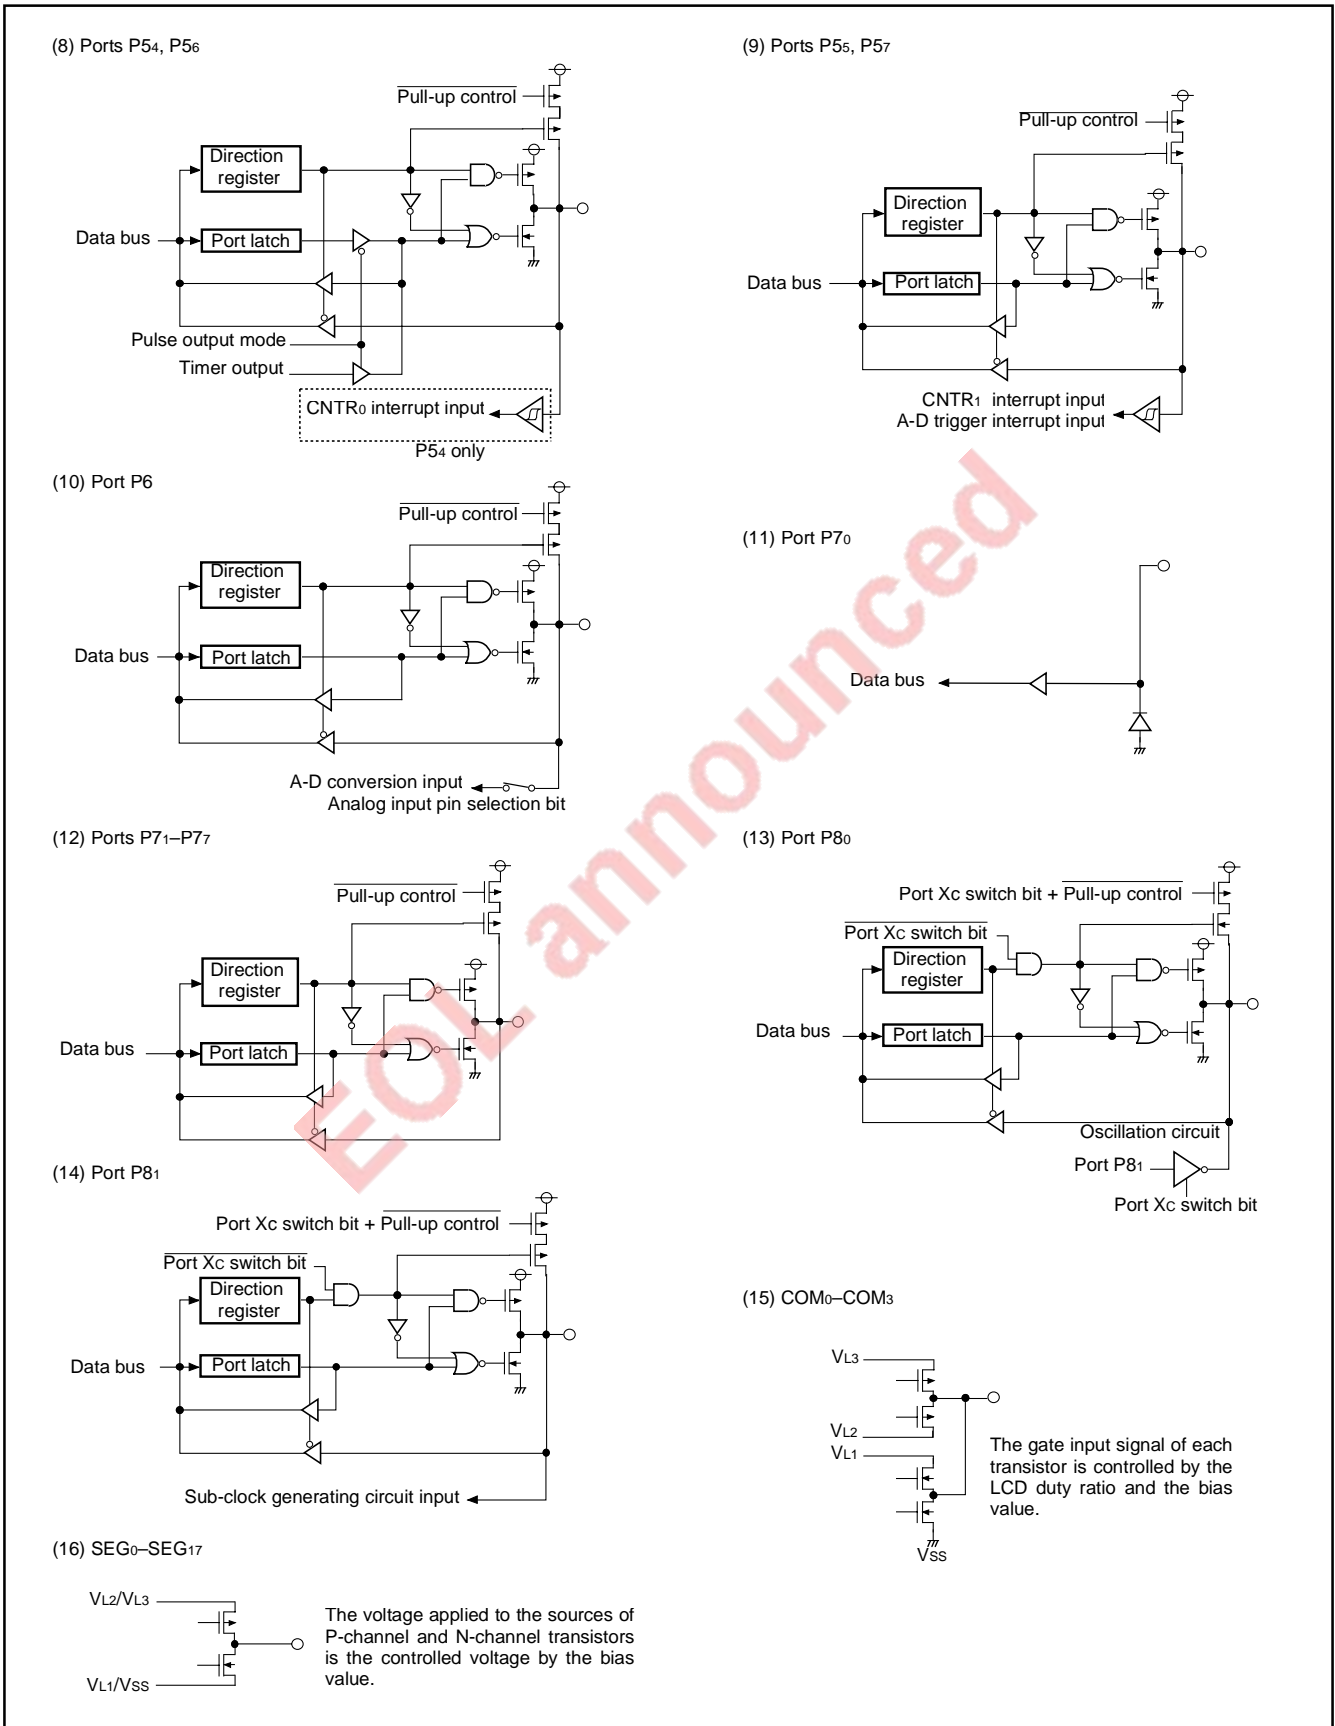 (8) Ports P54, P56
Pull-up control
Direction
register
Data bus
Port latch
Pulse output mode
Timer output
CNTR0 interrupt input
P54 only
(9) Ports P55, P57
Pull-up control
Direction
register
Data bus
Port latch
CNTR1 interrupt input
A-D trigger interrupt input
(10) Port P6
Pull-up control
Direction
register
Data bus
Port latch
A-D conversion input
Analog input pin selection bit
(11) Port P70
Data bus
(12) Ports P71–P77
Pull-up control
Direction
register
Data bus
Port latch
(13) Port P80
Port XC switch bit + Pull-up control
Port XC switch bit
Direction
register
Data bus
Port latch
Oscillation circuit
Port P81
Port XC switch bit
(14) Port P81
Port Xc switch bit + Pull-up control
Port XC switch bit
Direction
register
Data bus
Port latch
Sub-clock generating circuit input
(15) COM0–COM3
VL3
VL2
VL1
VSS
The gate input signal of each
transistor is controlled by the
LCD duty ratio and the bias
value.
(16) SEG0–SEG17
VL2/VL3
VL1/VSS
The voltage applied to the sources of
P-channel and N-channel transistors
is the controlled voltage by the bias
value.
EOL announced